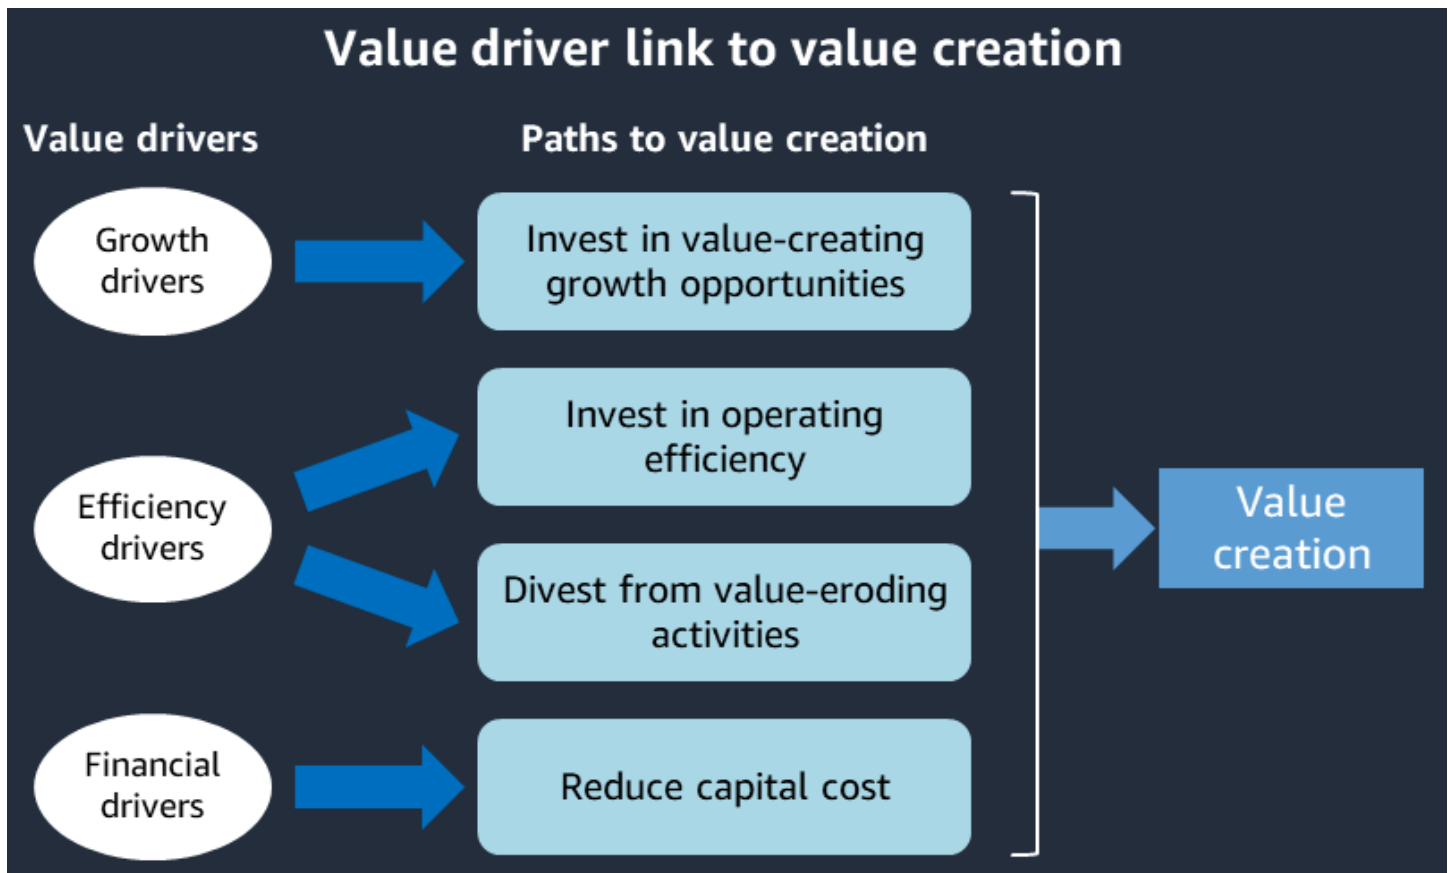 Value driver link to value creation
Value drivers
Paths to value creation
Growth
drivers
Invest in value-creating
growth opportunities
Efficiency
drivers
Invest in operating
efficiency
Divest from value-eroding
activities
Financial
drivers
Reduce capital cost
Value
creation